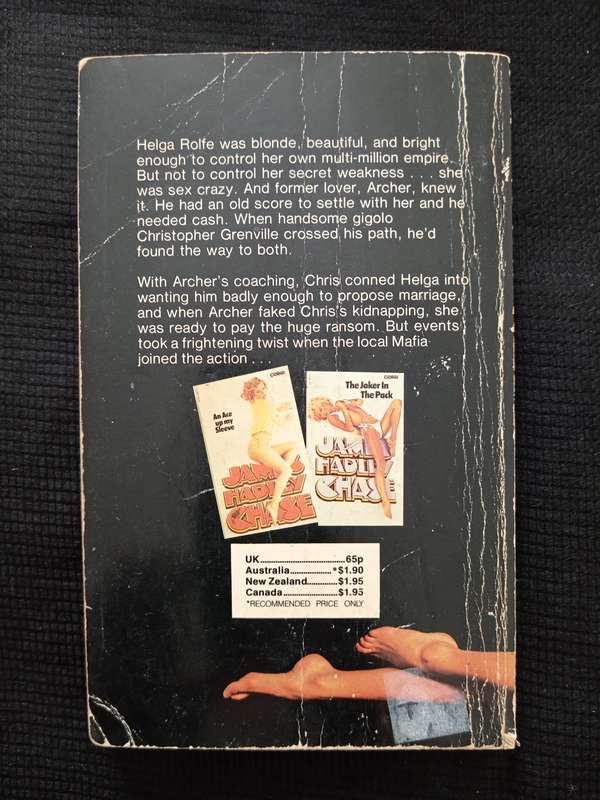 Helga Rolfe was blonde, beautiful, and bright
enough to control her own multi-million empire.
But not to control her secret weakness . . . she
was sex crazy. And former lover, Archer, knew
it. He had an old score to settle with her and he
needed cash. When handsome gigolo
Christopher Grenville crossed his path, he'd
found the way to both.
With Archer's coaching, Chris conned Helga into
wanting him badly enough to propose marriage,
and when Archer faked Chris's kidnapping, she
was ready to pay the huge ransom. But events
took a frightening twist when the local Mafia
joined the action . . .
CORGI
An Ace
up my
Sleeve
JAMES
HADLEY
CHASE
CORGI
The Joker In
The Pack
JAMES
HADLEY
CHASE
UK..............................65p
Australia...............*$1.90
New Zealand..........$1.95
Canada...................$1.95
*RECOMMENDED PRICE ONLY